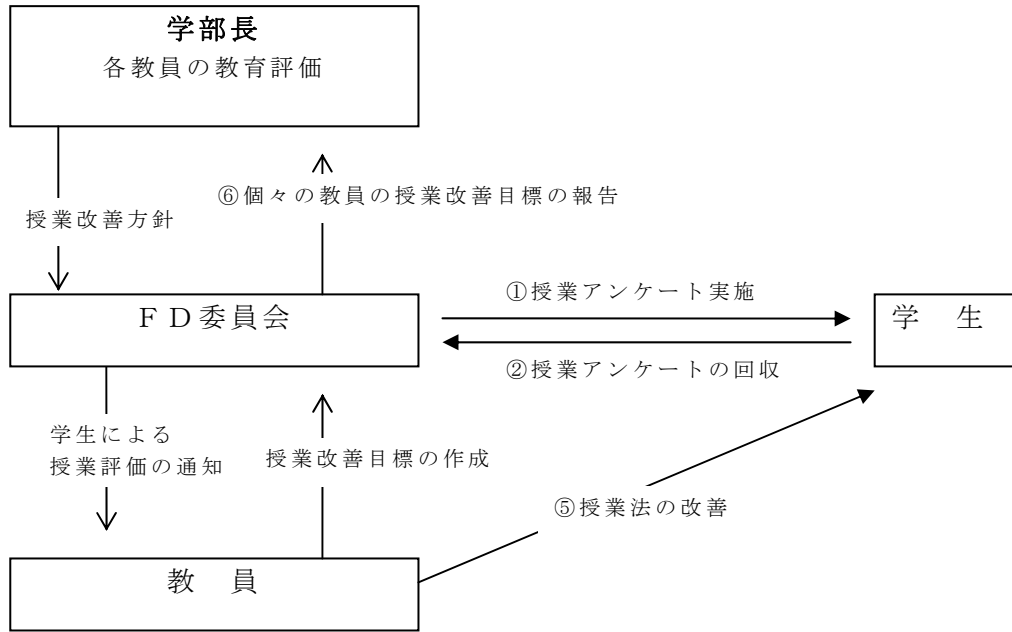 学部長
各教員の教育評価
⑥個々の教員の授業改善目標の報告
授業改善方針
①授業アンケート実施
FD委員会
学 生
②授業アンケートの回収
学生による
授業評価の通知
授業改善目標の作成
⑤授業法の改善
教 員